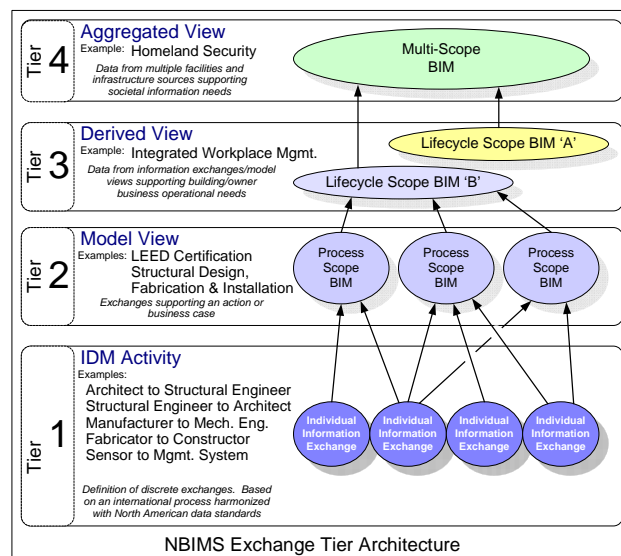 Tier
4
Aggregated View
Example: Homeland Security
Data from multiple facilities and
infrastructure sources supporting
societal information needs
Multi-Scope
BIM
Tier
3
Derived View
Example: Integrated Workplace Mgmt.
Data from information exchanges/model
views supporting building/owner
business operational needs
Lifecycle Scope BIM 'A'
Lifecycle Scope BIM 'B'
Tier
2
Model View
Examples: LEED Certification
Structural Design,
Fabrication & Installation
Exchanges supporting an action or
business case
Process
Scope
BIM
Process
Scope
BIM
Process
Scope
BIM
Tier
1
IDM Activity
Examples:
Architect to Structural Engineer
Structural Engineer to Architect
Manufacturer to Mech. Eng.
Fabricator to Constructor
Sensor to Mgmt. System
Definition of discrete exchanges. Based
on an international process harmonized
with North American data standards
Individual
Information
Exchange
Individual
Information
Exchange
Individual
Information
Exchange
Individual
Information
Exchange
NBIMS Exchange Tier Architecture